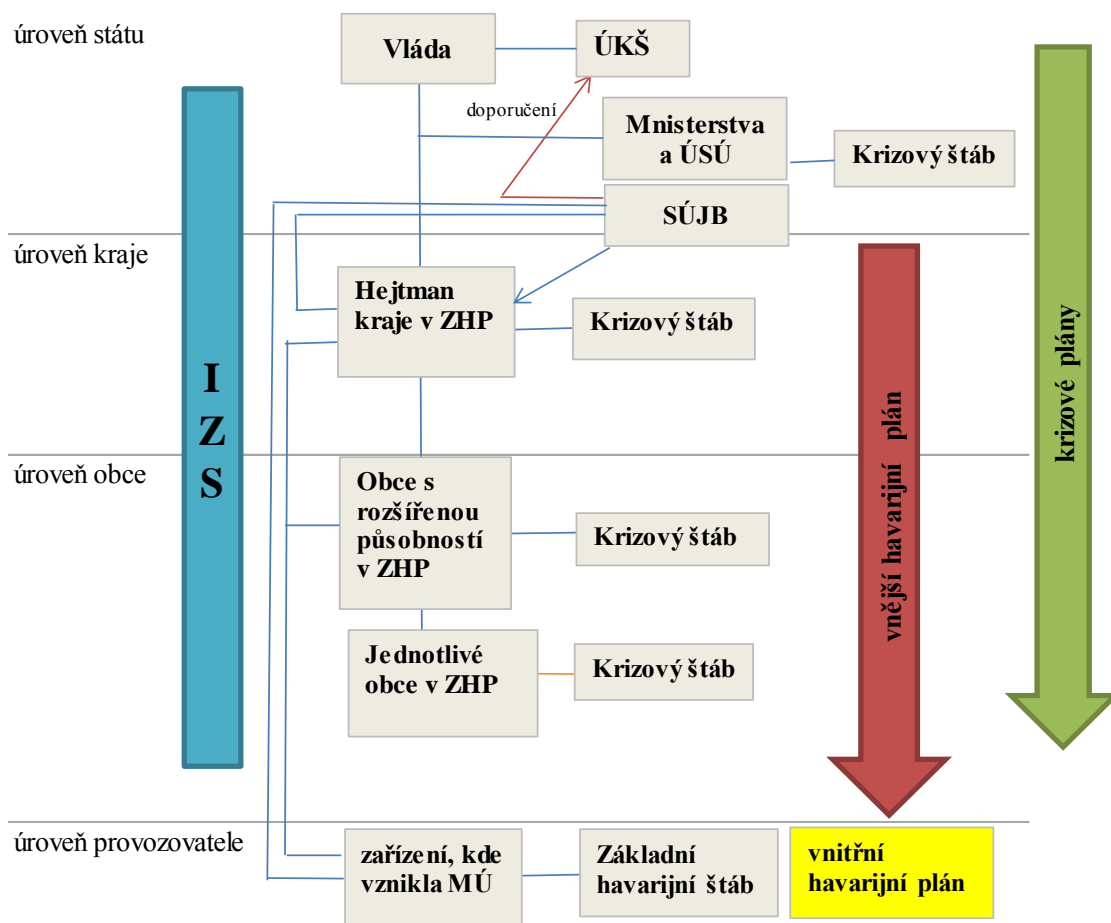 úroveň státu
Vláda
ÚKŠ
doporučení
Mnisterstva
a ÚSÚ
Krizový štáb
SÚJB
úroveň kraje
Hejtman
kraje v ZHP
Krizový štáb
I
Z
S
vnější havarijní plán
krizové plány
úroveň obce
Obce s
rozšířenou
působností
v ZHP
Krizový štáb
Jednotlivé
obce v ZHP
Krizový štáb
úroveň provozovatele
zařízení, kde
vznikla MÚ
Základní
havarijní štáb
vnitřní
havarijní plán